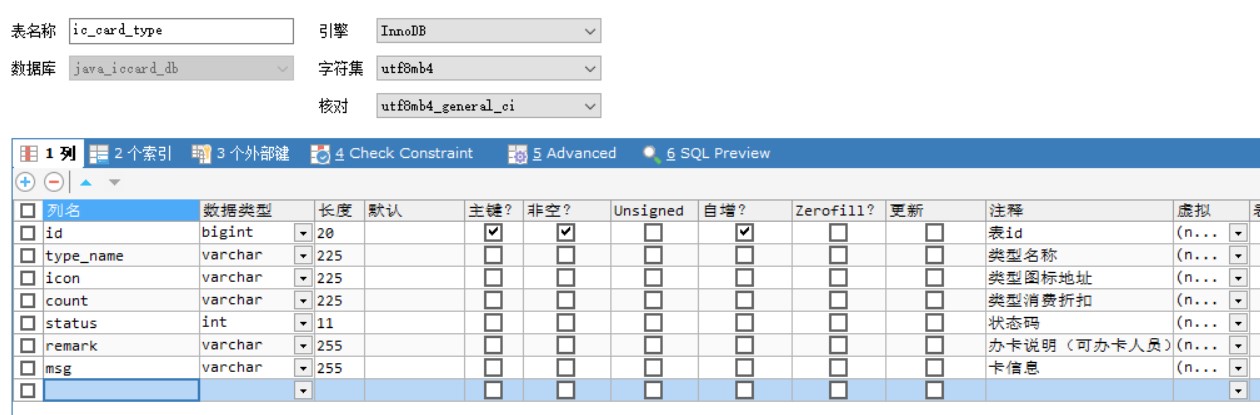 表名称 ic_card_type 引擎 InnoDB
数据库 java_iccard_db 字符集 utf8mb4
核对 utf8mb4_general_ci
1 列 2 个索引 3 个外部键 4 Check Constraint 5 Advanced 6 SQL Preview
列名 数据类型 长度 默认 主键? 非空? Unsigned 自增? Zerofill? 更新 注释 虚拟
id bigint 20 表id (n...
type_name varchar 225 类型名称 (n...
icon varchar 225 类型图标地址 (n...
count varchar 225 类型消费折扣 (n...
status int 11 状态码 (n...
remark varchar 255 办卡说明（可办卡人员） (n...
msg varchar 255 卡信息 (n...